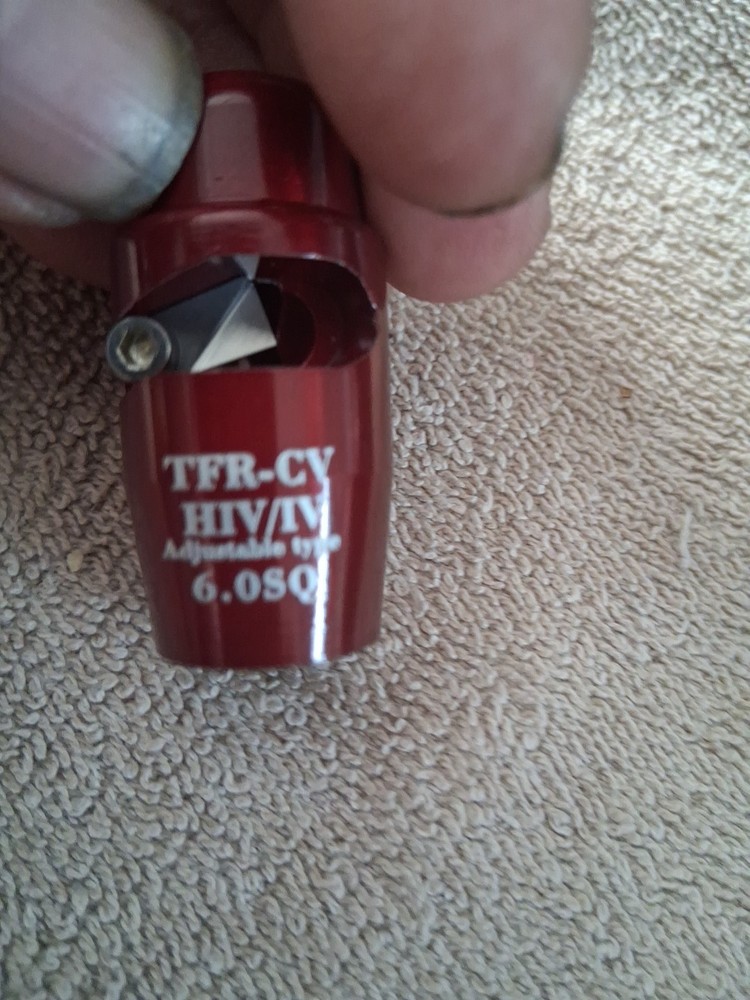 TFR-CV
HIV/IV
Adjustable type
6.0SQ